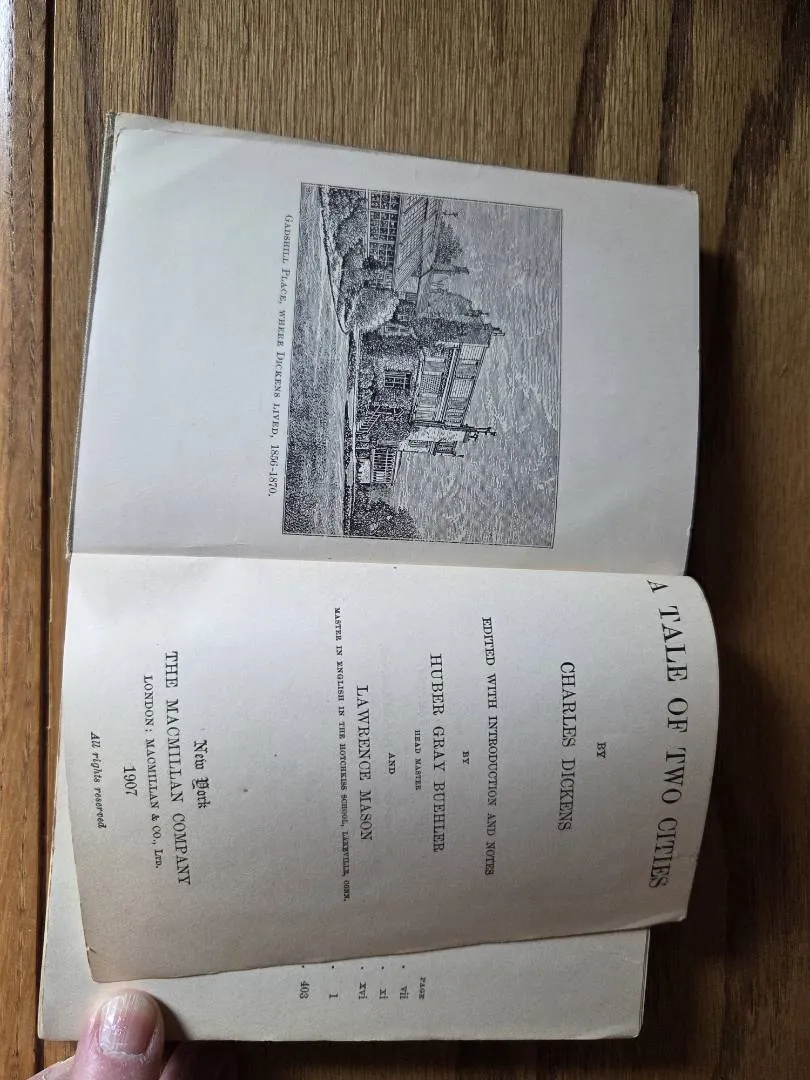 GADSHILL PLACE, WHERE DICKENS LIVED, 1856-1870.
A TALE OF TWO CITIES
BY
CHARLES DICKENS
EDITED WITH INTRODUCTION AND NOTES
BY
HUBER GRAY BUEHLER
HEAD MASTER
AND
LAWRENCE MASON
MASTER IN ENGLISH IN THE HOTCHKISS SCHOOL, LAKEVILLE, CONN.
New York
THE MACMILLAN COMPANY
LONDON: MACMILLAN & CO., LTD.
1907
All rights reserved
PAGE
. vii
. xi
. xvi
. 1
. 403